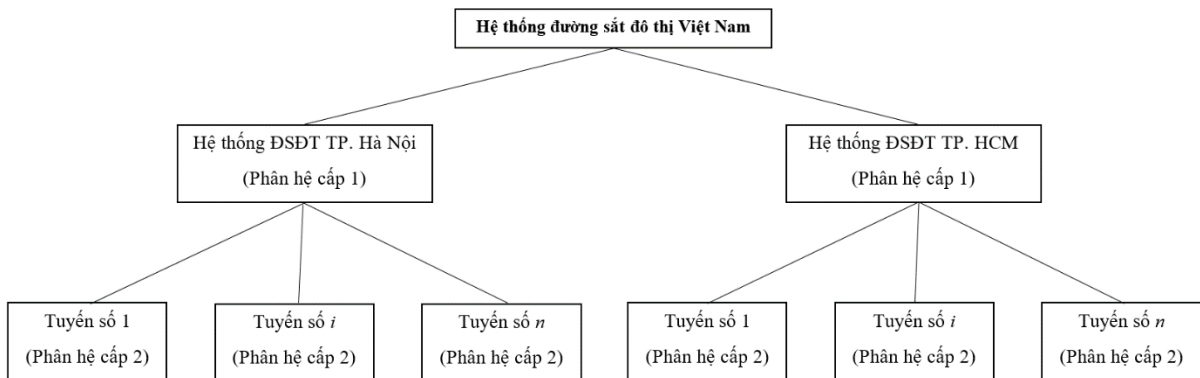 Hệ thống đường sắt đô thị Việt Nam
Hệ thống ĐSĐT TP. Hà Nội
(Phân hệ cấp 1)
Hệ thống ĐSĐT TP. HCM
(Phân hệ cấp 1)
Tuyến số 1
(Phân hệ cấp 2)
Tuyến số i
(Phân hệ cấp 2)
Tuyến số n
(Phân hệ cấp 2)
Tuyến số 1
(Phân hệ cấp 2)
Tuyến số i
(Phân hệ cấp 2)
Tuyến số n
(Phân hệ cấp 2)